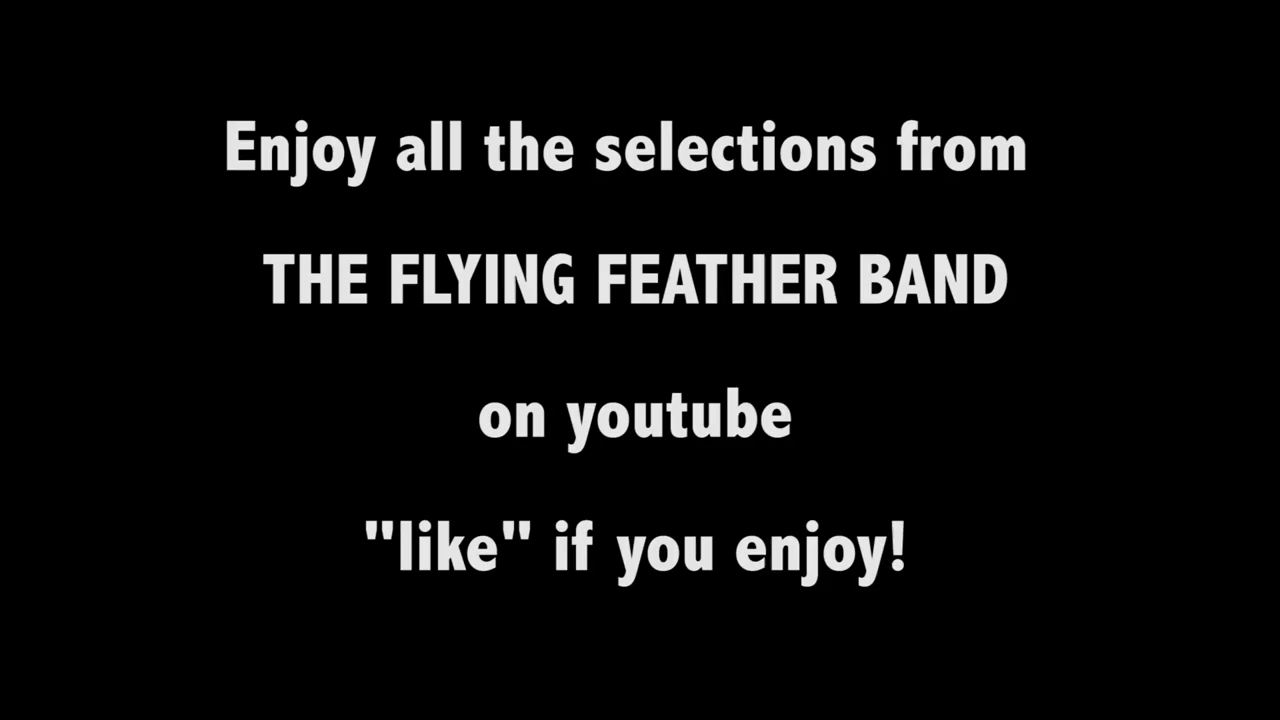 Enjoy all the selections from
THE FLYING FEATHER BAND
on youtube
"like" if you enjoy!